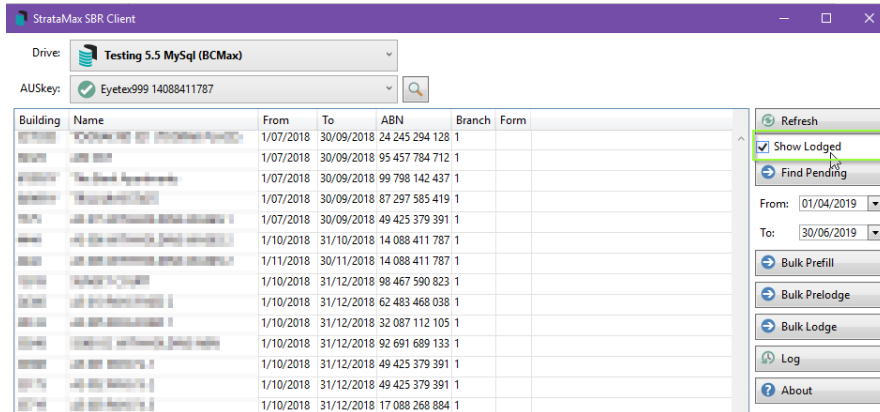 StrataMax SBR Client
Drive: Testing 5.5 MySql (BCMax)
AUSkey: Eyetex999 14088411787
Building Name From To ABN Branch Form
1/07/2018 30/09/2018 24 245 294 128 1
1/07/2018 30/09/2018 95 457 784 712 1
1/07/2018 30/09/2018 99 798 142 437 1
1/07/2018 30/09/2018 87 297 585 419 1
1/07/2018 30/09/2018 49 425 379 391 1
1/10/2018 31/10/2018 14 088 411 787 1
1/11/2018 30/11/2018 14 088 411 787 1
1/10/2018 31/12/2018 98 467 590 823 1
1/10/2018 31/12/2018 62 483 468 038 1
1/10/2018 31/12/2018 32 087 112 105 1
1/10/2018 31/12/2018 92 691 689 133 1
1/10/2018 31/12/2018 49 425 379 391 1
1/10/2018 31/12/2018 49 425 379 391 1
1/10/2018 31/12/2018 17 088 268 884 1
Refresh
Show Lodged
Find Pending
From: 01/04/2019
To: 30/06/2019
Bulk Prefill
Bulk Prelodge
Bulk Lodge
Log
About